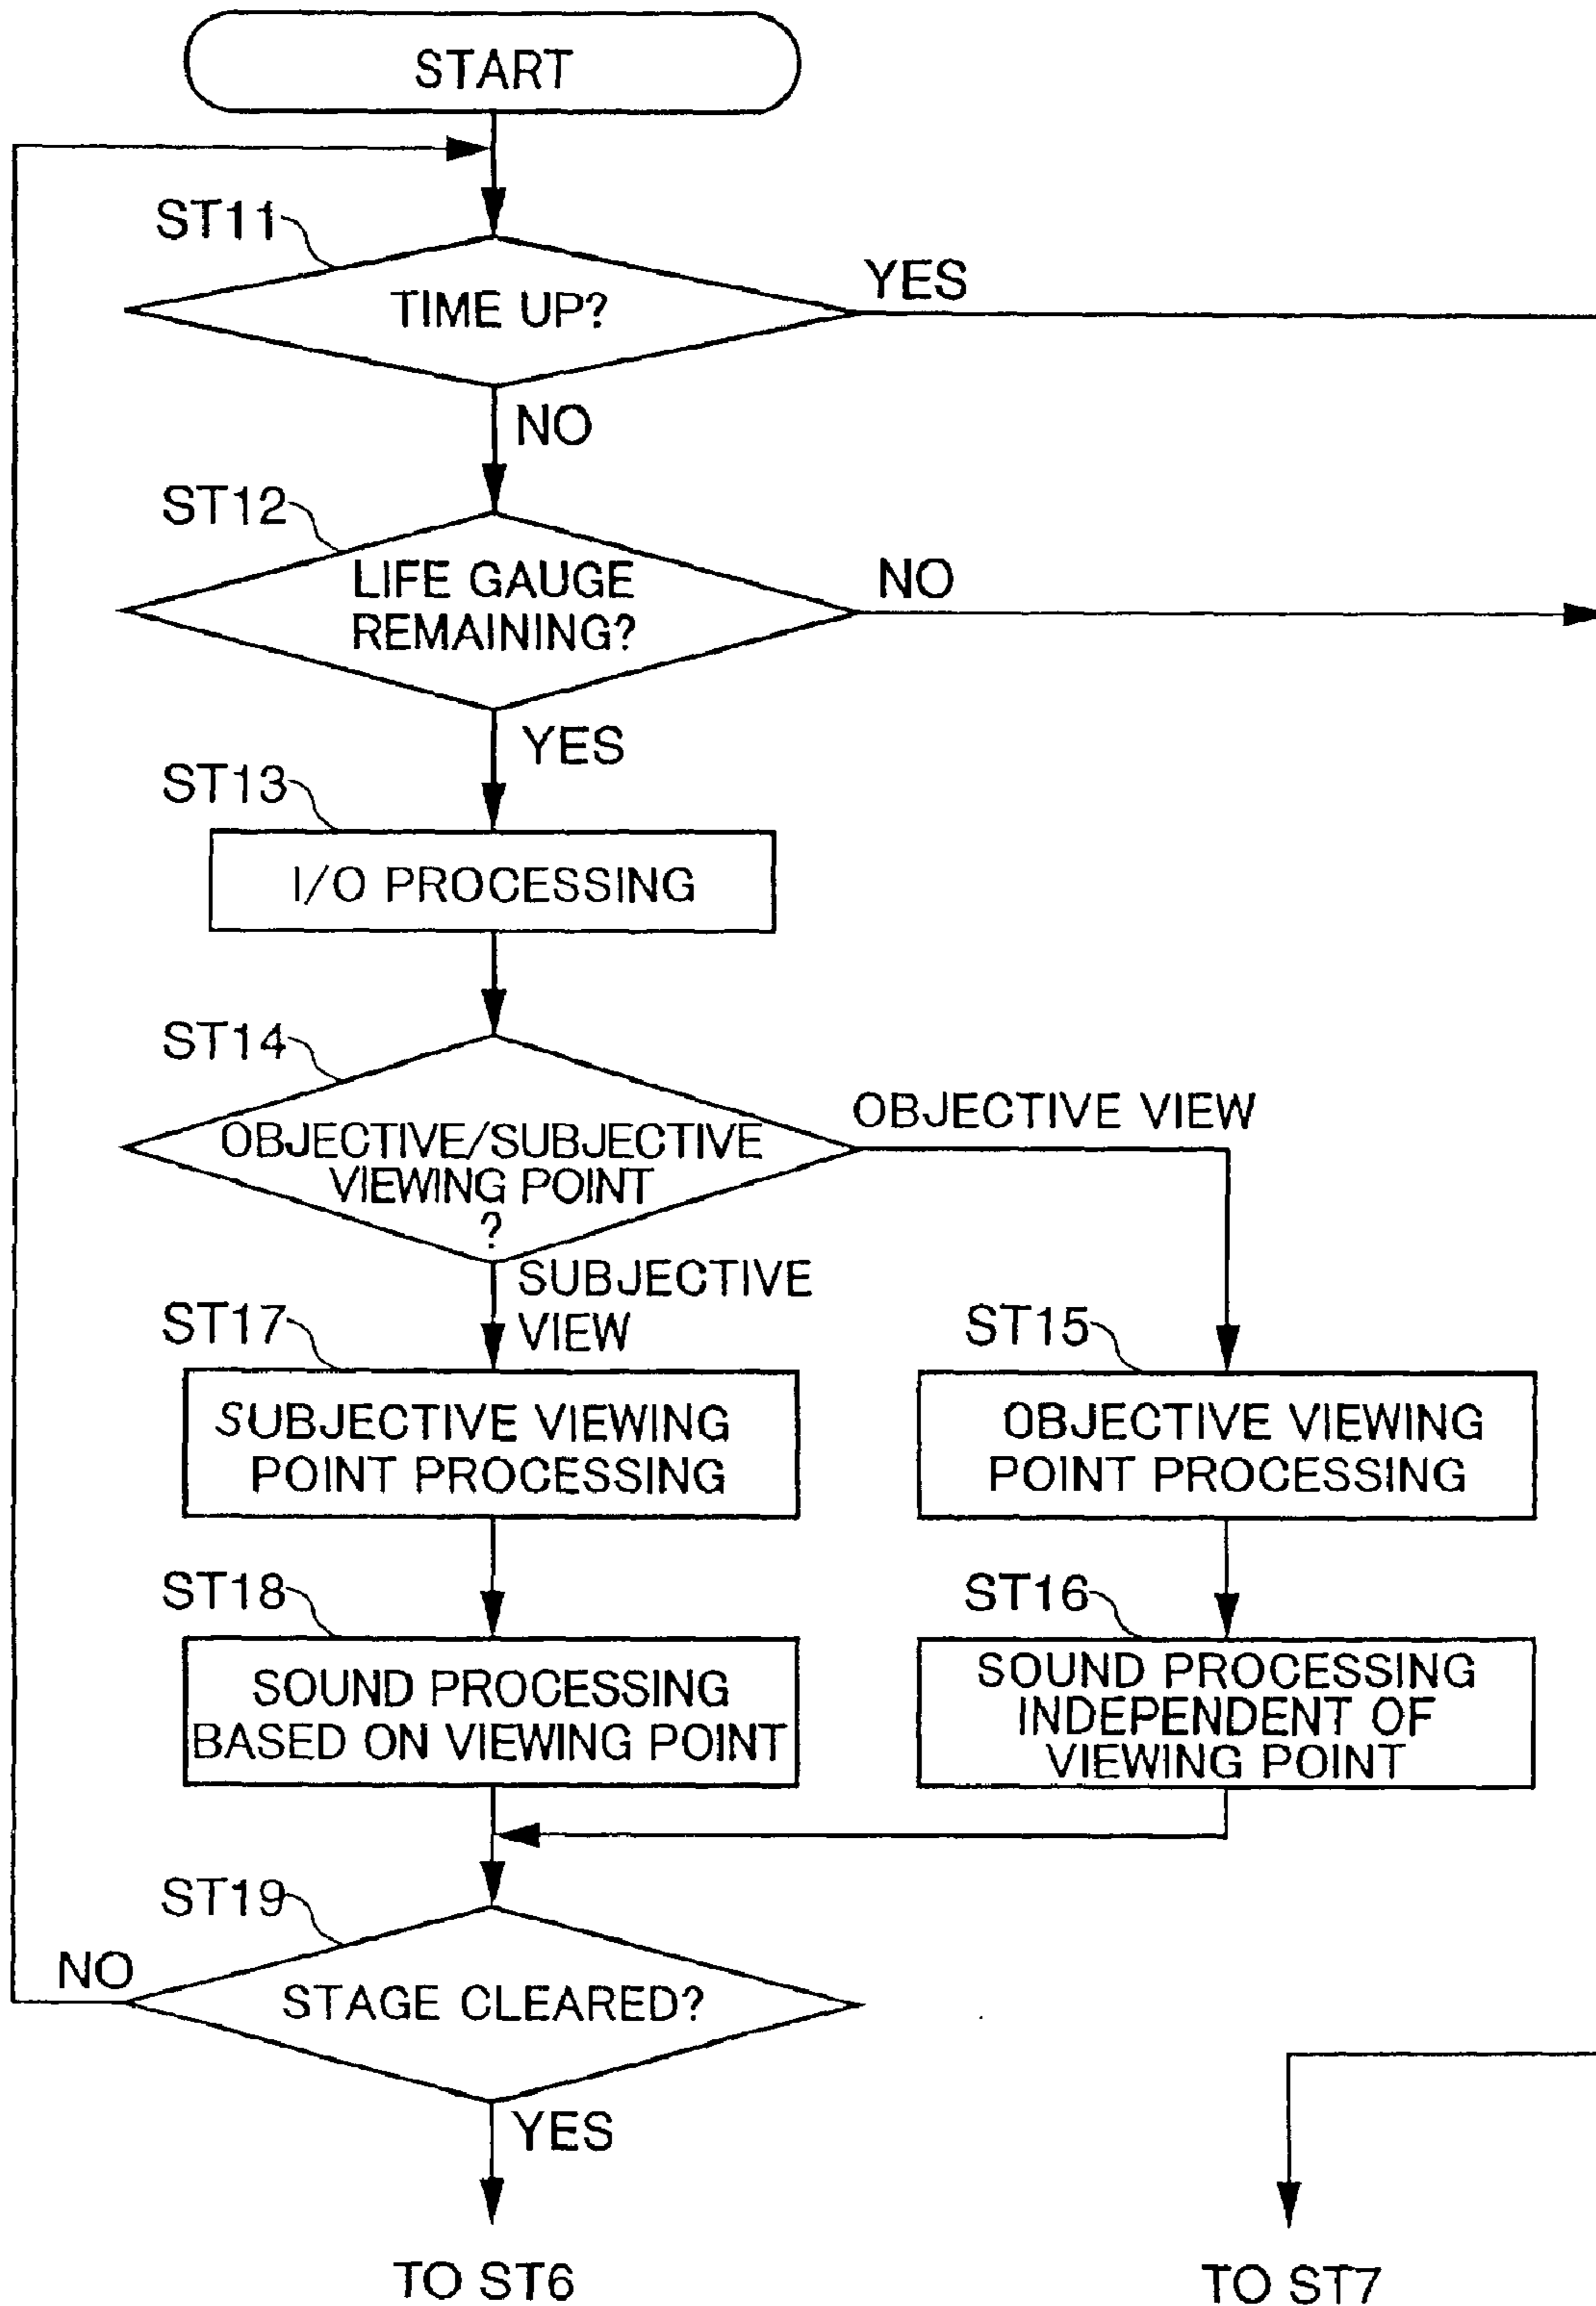 START
ST11
TIME UP?
YES
NO
ST12
LIFE GAUGE
REMAINING?
NO
YES
ST13
I/O PROCESSING
ST14
OBJECTIVE/SUBJECTIVE
VIEWING POINT
?
OBJECTIVE VIEW
SUBJECTIVE
VIEW
ST17
SUBJECTIVE VIEWING
POINT PROCESSING
ST15
OBJECTIVE VIEWING
POINT PROCESSING
ST18
SOUND PROCESSING
BASED ON VIEWING POINT
ST16
SOUND PROCESSING
INDEPENDENT OF
VIEWING POINT
ST19
NO
STAGE CLEARED?
YES
TO ST6
TO ST7